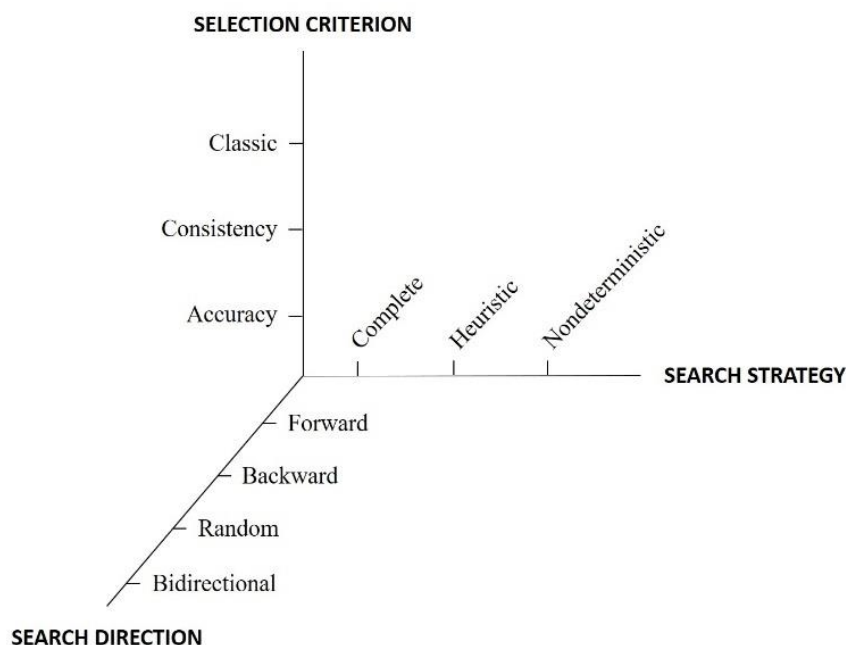 SELECTION CRITERION
Classic
Consistency
Accuracy
Complete
Heuristic
Nondeterministic
SEARCH STRATEGY
Forward
Backward
Random
Bidirectional
SEARCH DIRECTION